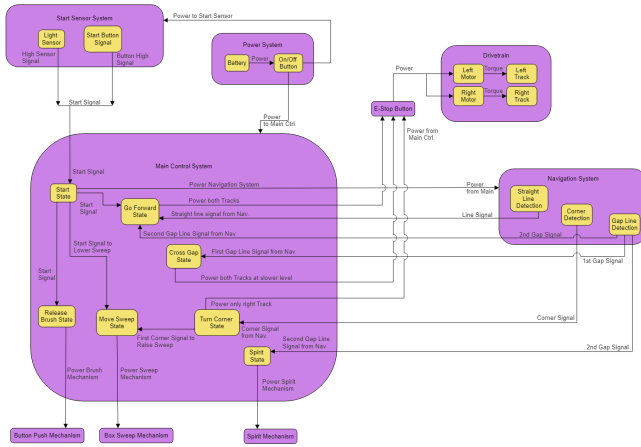 Start Sensor System
Light
Sensor
Start Button
Signal
High Sensor
Signal
Button High
Signal
Start Signal
Power to Start Sensor
Power System
Battery
Power
On/Off
Button
Power
to Main Ctrl.
Drivetrain
Power
Left
Motor
Torque
Left
Track
Right
Motor
Torque
Right
Track
E-Stop Button
Power from
Main Ctrl.
Main Control System
Start Signal
Start
State
Start
Signal
Go Forward
State
Power Navigation System
Power
from Main
Power both Tracks
Straight line signal from Nav.
Line Signal
Second Gap Line Signal from Nav.
2nd Gap Signal
Navigation System
Straight
Line
Detection
Corner
Detection
Gap Line
Detection
Start Signal to
Lower Sweep
Cross Gap
State
First Gap Line Signal from Nav.
1st Gap Signal
Power both Tracks at slower level
Start
Signal
Release
Brush State
Move Sweep
State
Turn Corner
State
Power only right Track
Corner Signal
from Nav.
Corner Signal
First Corner Signal to
Raise Sweep
Spirit
State
Second Gap Line
Signal from Nav.
2nd Gap Signal
Power Brush
Mechanism
Power Sweep
Mechanism
Power Spirit
Mechanism
Button Push Mechanism
Box Sweep Mechanism
Spirit Mechanism